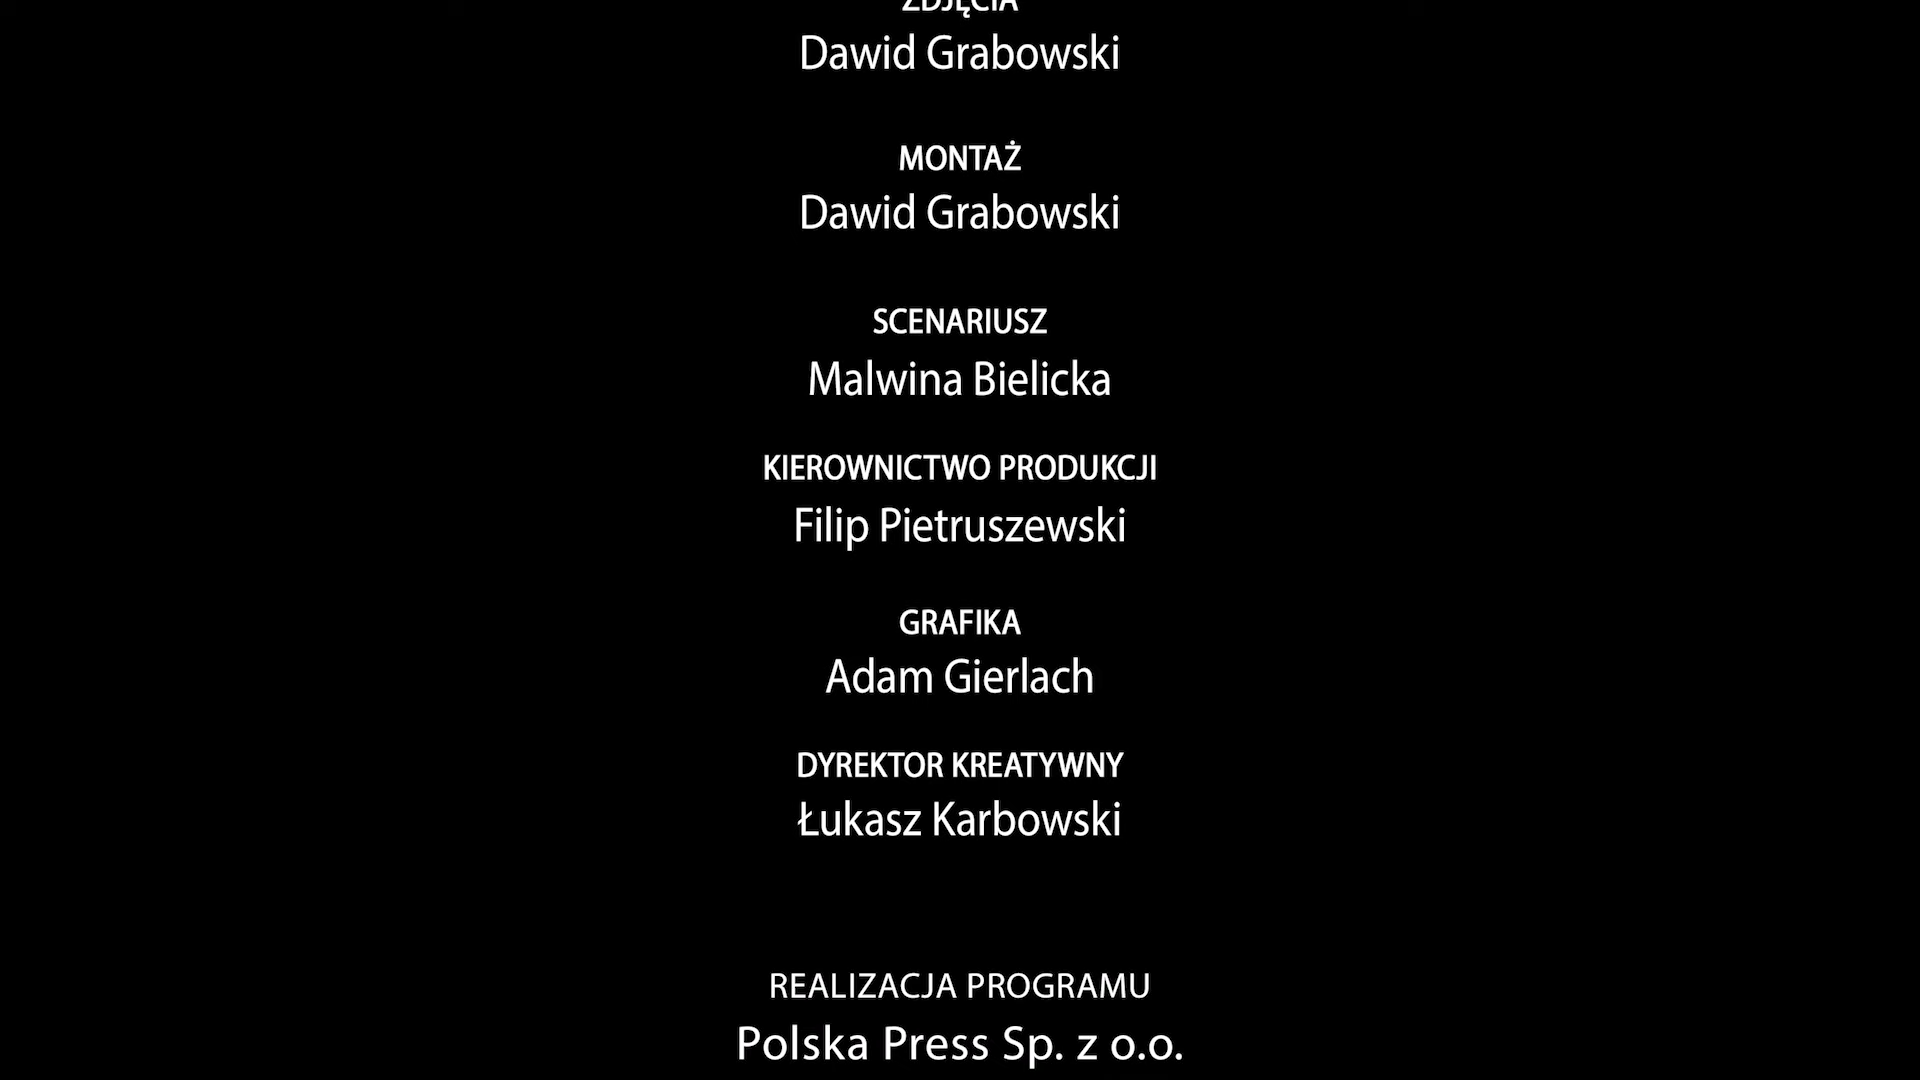 ZDJĘCIA
Dawid Grabowski
MONTAŻ
Dawid Grabowski
SCENARIUSZ
Malwina Bielicka
KIEROWNICTWO PRODUKCJI
Filip Pietruszewski
GRAFIKA
Adam Gierlach
DYREKTOR KREATYWNY
Łukasz Karbowski
REALIZACJA PROGRAMU
Polska Press Sp. z o.o.